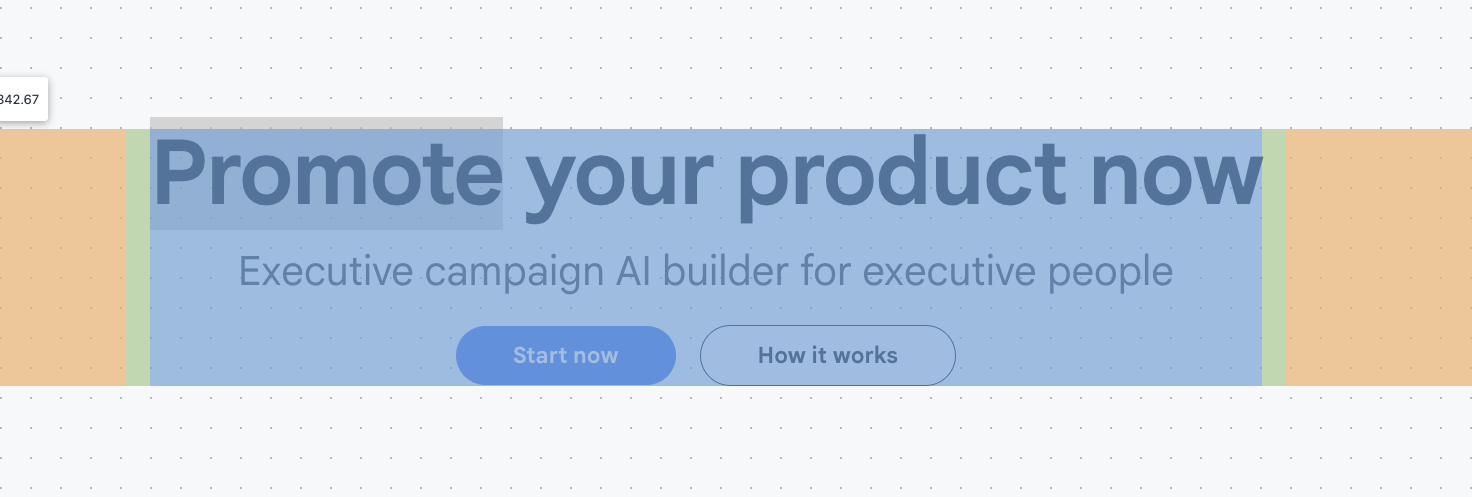 342.67
Promote your product now
Executive campaign AI builder for executive people
Start now
How it works